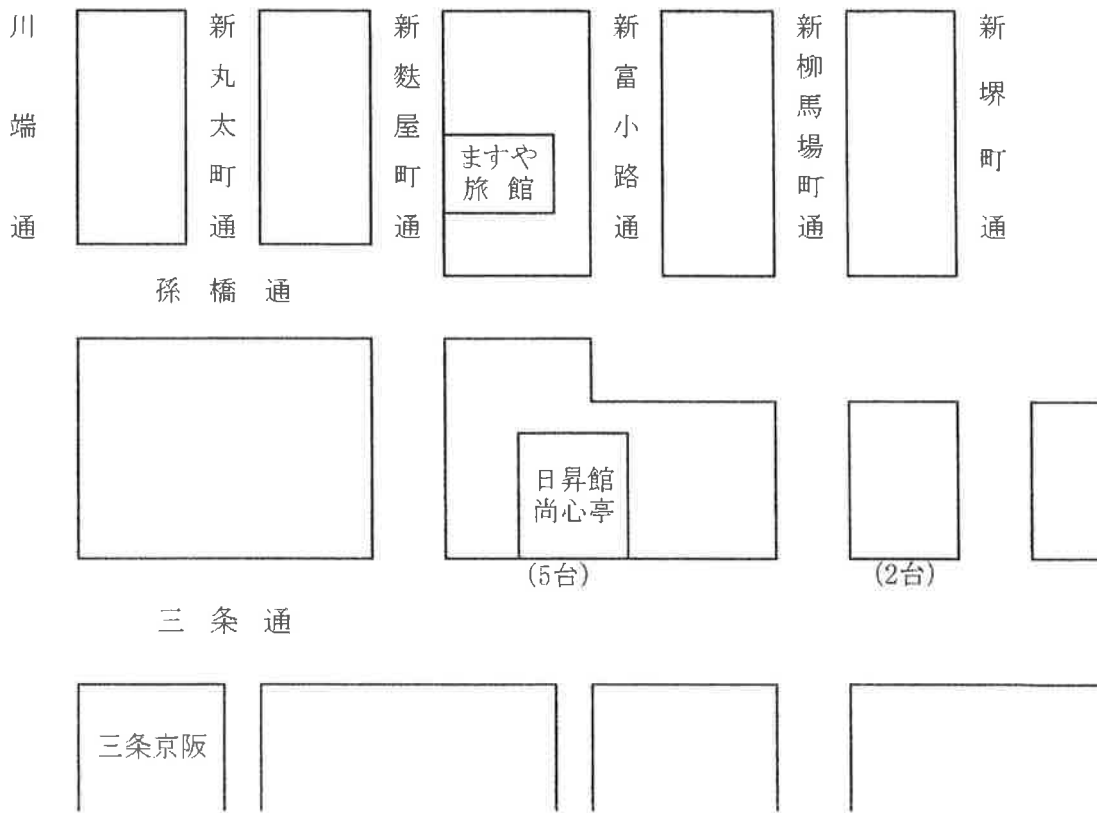 川端通
新丸太町通
新麩屋町通
新富小路通
新柳馬場町通
新堺町通
ますや
旅館
孫橋通
日昇館
尚心亭
(5台)
(2台)
三条通
三条京阪